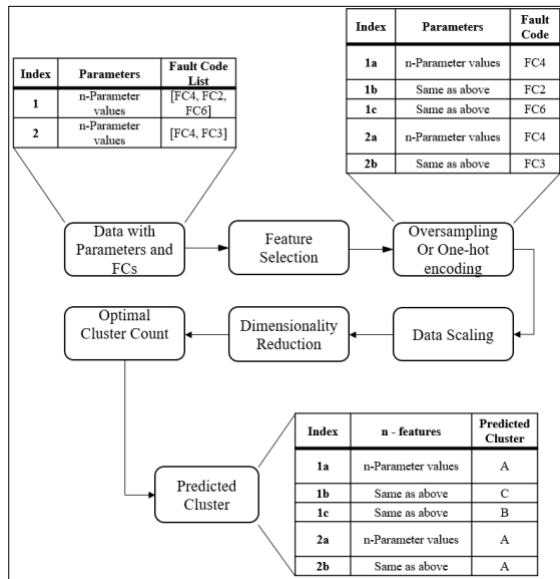 Index Parameters Fault Code List
1 n-Parameter values [FC4, FC2, FC6]
2 n-Parameter values [FC4, FC3]
Index Parameters Fault Code
1a n-Parameter values FC4
1b Same as above FC2
1c Same as above FC6
2a n-Parameter values FC4
2b Same as above FC3
Data with
Parameters and
FCs
Feature
Selection
Oversampling
Or One-hot
encoding
Optimal
Cluster Count
Dimensionality
Reduction
Data Scaling
Predicted
Cluster
Index n - features Predicted Cluster
1a n-Parameter values A
1b Same as above C
1c Same as above B
2a n-Parameter values A
2b Same as above A